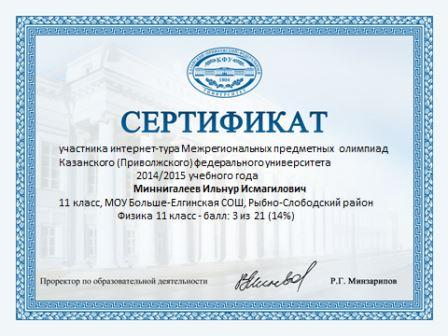 КФУ
1804
СЕРТИФИКАТ
участника интернет-тура Межрегиональных предметных олимпиад
Казанского (Приволжского) федерального университета
2014/2015 учебного года
Миннигалеев Ильнур Исмагилович
11 класс, МОУ Больше-Елгинская СОШ, Рыбно-Слободский район
Физика 11 класс - балл: 3 из 21 (14%)
Проректор по образовательной деятельности
Р.Г. Минзарипов